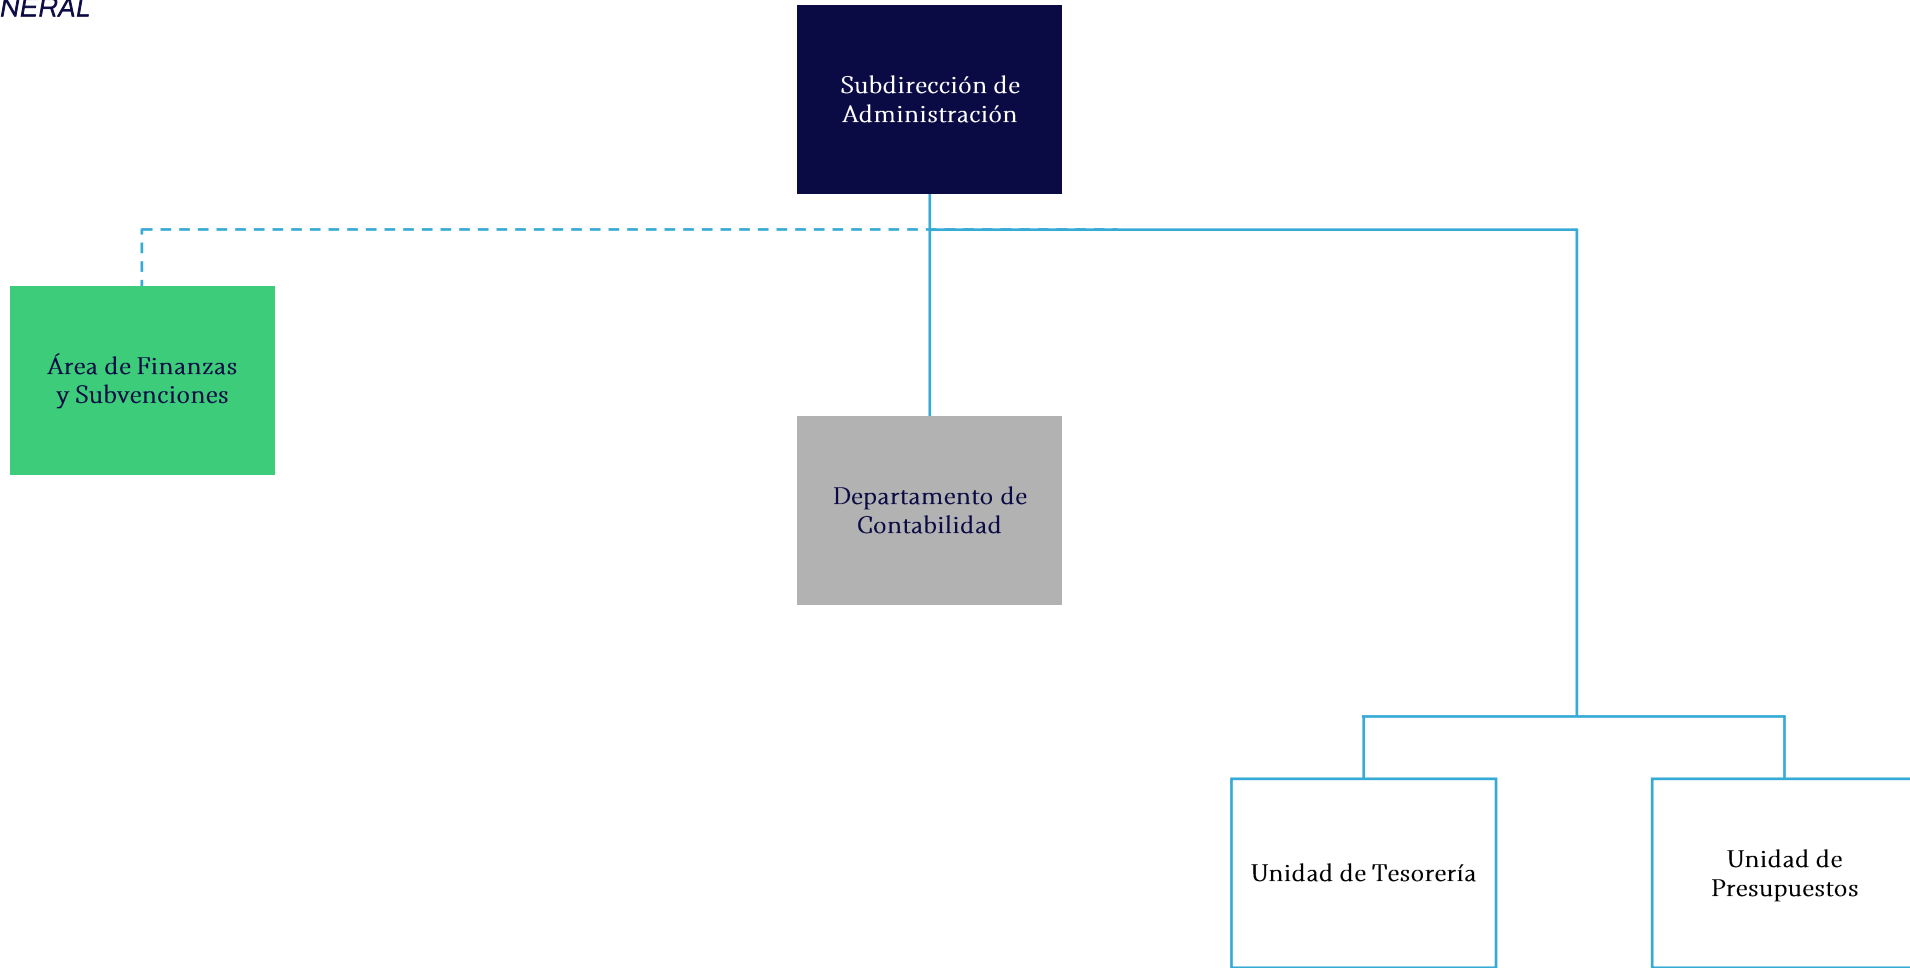 NERAL
Subdirección de
Administración
Área de Finanzas
y Subvenciones
Departamento de
Contabilidad
Unidad de Tesorería
Unidad de
Presupuestos